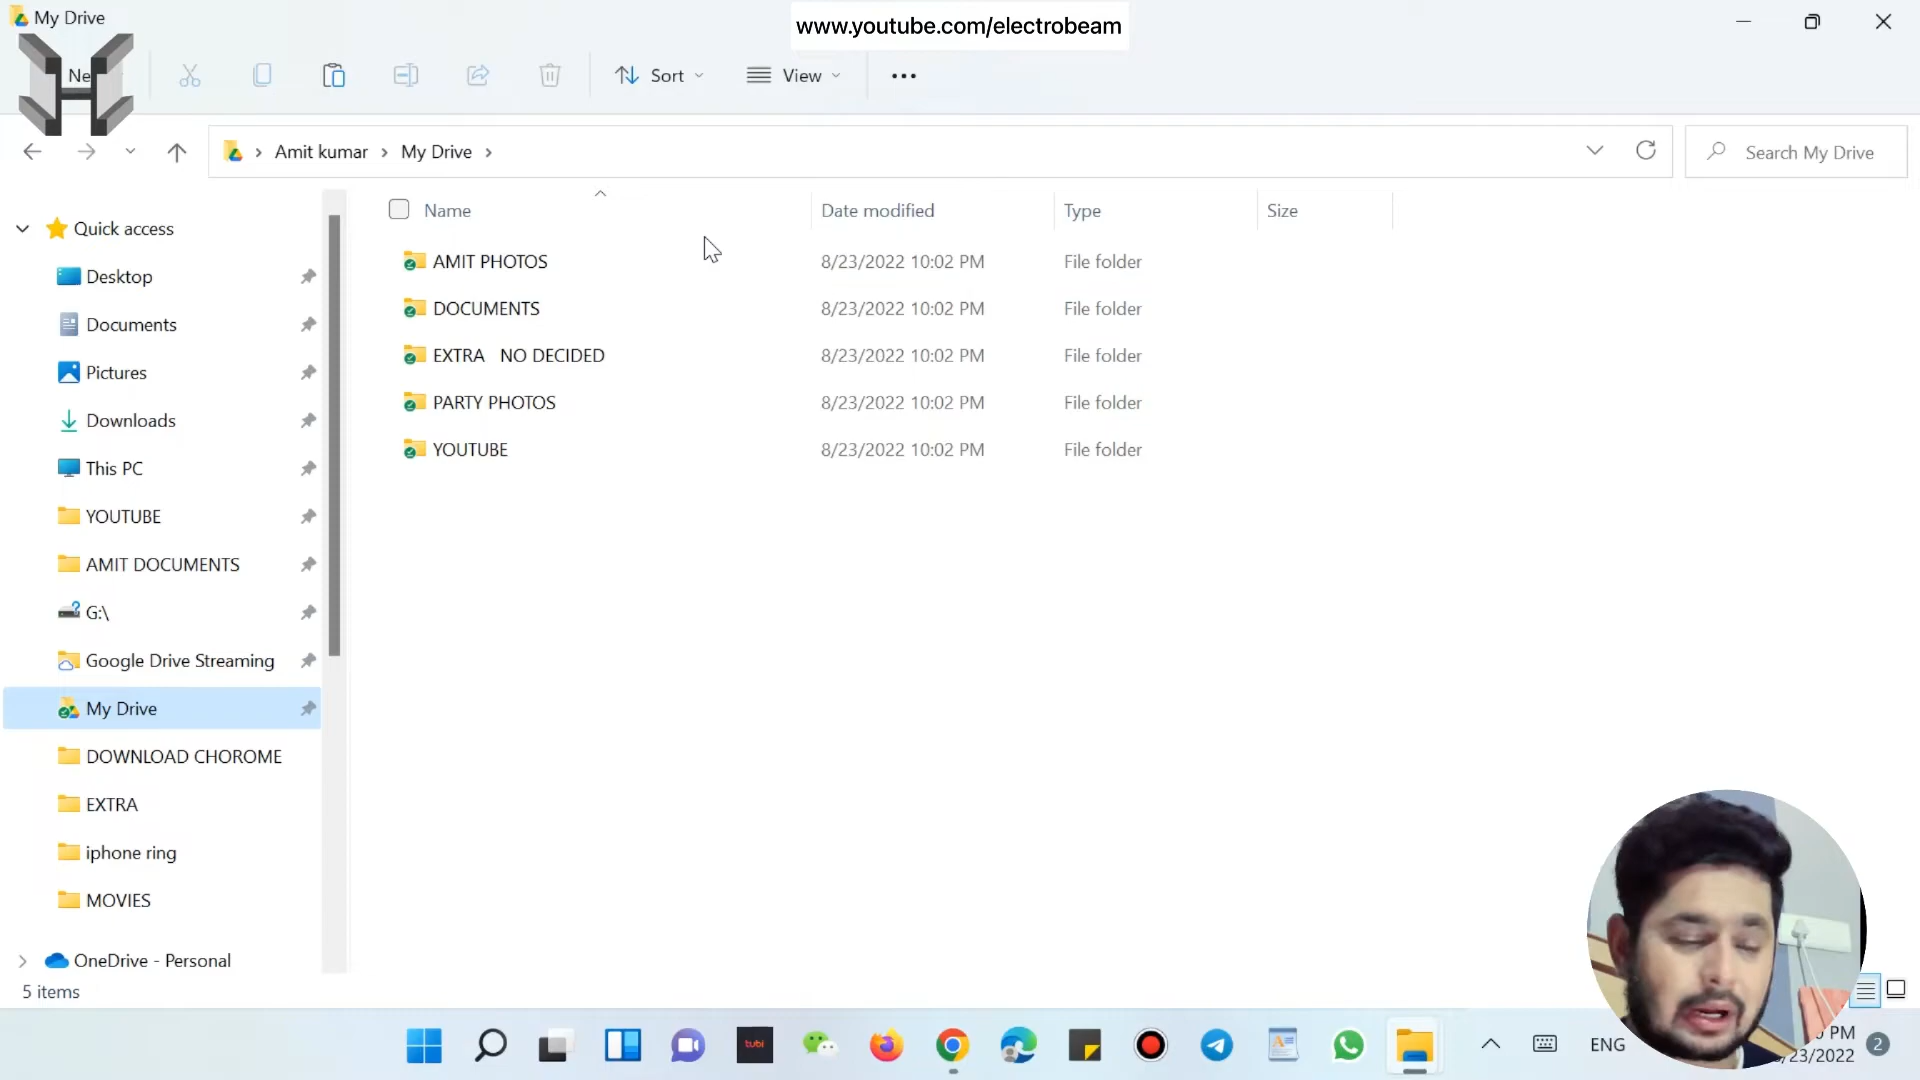 My Drive
www.youtube.com/electrobeam
Ne
Sort
View
Amit kumar
My Drive
Search My Drive
Name
Date modified
Type
Size
Quick access
Desktop
Documents
Pictures
Downloads
This PC
YOUTUBE
AMIT DOCUMENTS
G:\
Google Drive Streaming
My Drive
DOWNLOAD CHOROME
EXTRA
iphone ring
MOVIES
OneDrive - Personal
AMIT PHOTOS 8/23/2022 10:02 PM File folder
DOCUMENTS 8/23/2022 10:02 PM File folder
EXTRA   NO DECIDED 8/23/2022 10:02 PM File folder
PARTY PHOTOS 8/23/2022 10:02 PM File folder
YOUTUBE 8/23/2022 10:02 PM File folder
5 items
tubi
ENG
PM
/23/2022
2